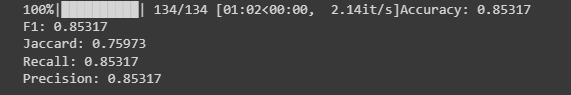 100%|██████████| 134/134 [01:02<00:00,  2.14it/s]Accuracy: 0.85317
F1: 0.85317
Jaccard: 0.75973
Recall: 0.85317
Precision: 0.85317